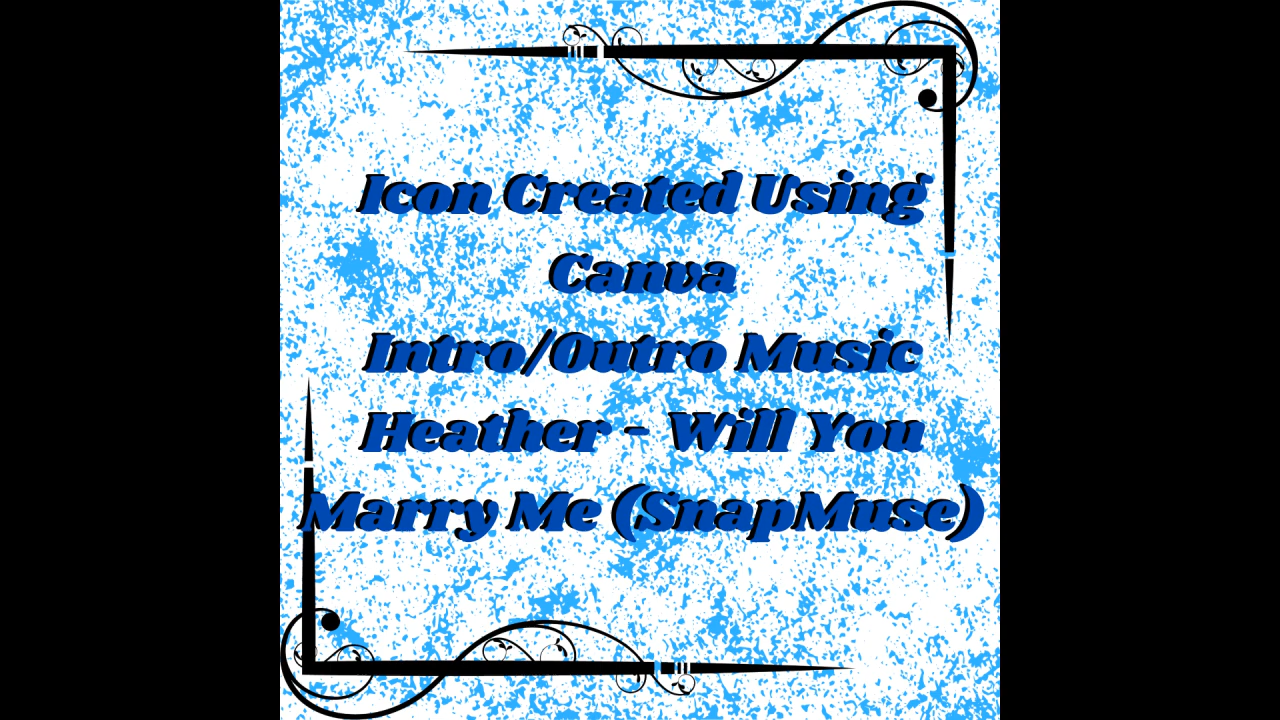 Icon Created Using
Canva
Intro/Outro Music
Heather - Will You
Marry Me (SnapMuse)